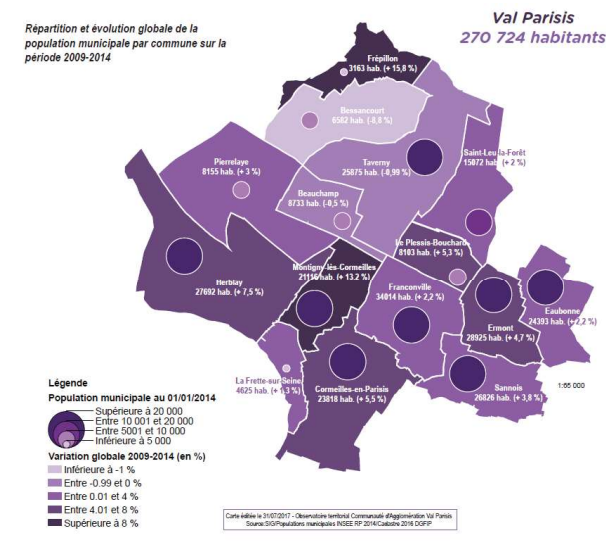 Répartition et évolution globale de la
population municipale par commune sur la
période 2009-2014
Val Parisis
270 724 habitants
Frépillon
3163 hab. (+ 15,8 %)
Bessancourt
6502 hab. (-8,8 %)
Saint-Leu-la-Forêt
15072 hab. (+ 2 %)
Taverny
25875 hab. (-0,99 %)
Pierrelaye
8155 hab. (+ 3 %)
Beauchamp
8733 hab. (-0,5 %)
Le Plessis-Bouchard
8103 hab. (+ 5,3 %)
Montigny-lès-Cormeilles
21116 hab. (+ 13.2 %)
Herblay
27692 hab. (+ 7,5 %)
Franconville
34014 hab. (+ 2,2 %)
Eaubonne
24393 hab. (+ 2,2 %)
Ermont
28925 hab. (+ 4,7 %)
La Frette-sur-Seine
4625 hab. (+ ,3 %)
Cormeilles-en-Parisis
23818 hab. (+ 5,5 %)
Sannois
26826 hab. (+ 3,8 %)
1:65 000
Légende
Population municipale au 01/01/2014
Supérieure à 20 000
Entre 10 001 et 20 000
Entre 5001 et 10 000
Inférieure à 5 000
Variation globale 2009-2014 (en %)
Inférieure à -1 %
Entre -0.99 et 0 %
Entre 0.01 et 4 %
Entre 4.01 et 8 %
Supérieure à 8 %
Carte éditée le 31/07/2017 - Observatoire territorial Communauté d'Agglomération Val Parisis
Source:SIG/Populations municipales INSEE RP 2014/Cadastre 2016 DGFIP